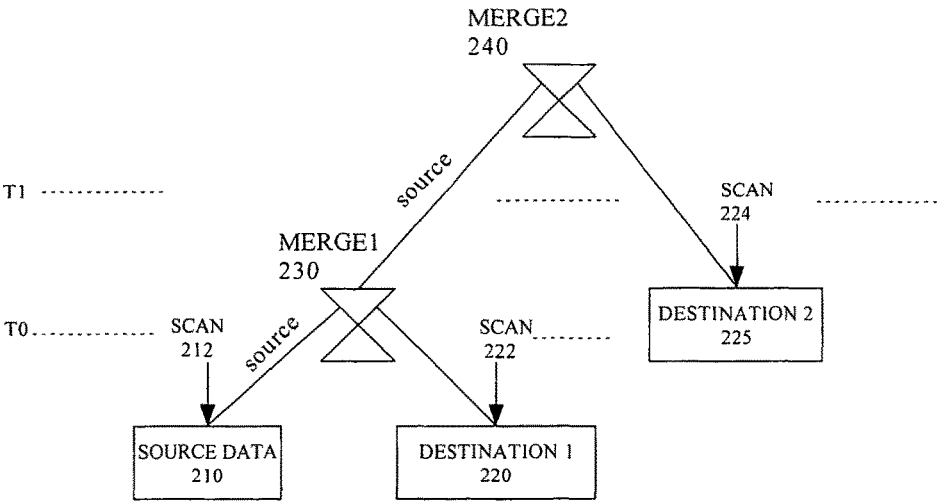 MERGE2
240
source
T1
SCAN
224
MERGE1
230
DESTINATION 2
225
T0
SCAN
212
source
SCAN
222
SOURCE DATA
210
DESTINATION 1
220